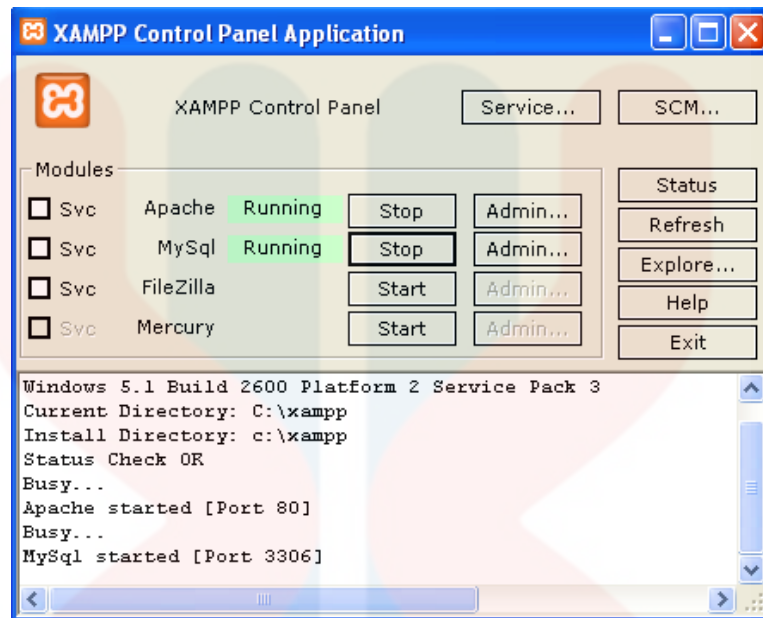 XAMPP Control Panel Application
XAMPP Control Panel Service... SCM...
Modules
Svc Apache Running Stop Admin...
Svc MySql Running Stop Admin...
Svc FileZilla Start Admin...
Svc Mercury Start Admin...
Status
Refresh
Explore...
Help
Exit
Windows 5.1 Build 2600 Platform 2 Service Pack 3
Current Directory: C:\xampp
Install Directory: c:\xampp
Status Check OK
Busy...
Apache started [Port 80]
Busy...
MySql started [Port 3306]